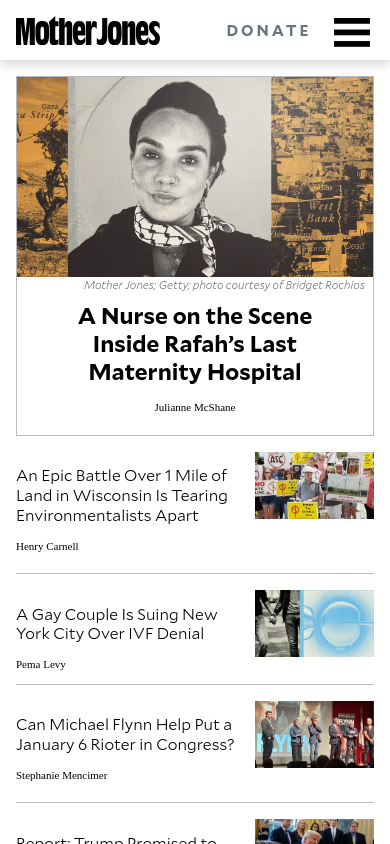 Mother Jones
DONATE
Gaza
a Strip
West
Bank
Dead
Mother Jones; Getty; photo courtesy of Bridget Rochios
A Nurse on the Scene
Inside Rafah’s Last
Maternity Hospital
Julianne McShane
An Epic Battle Over 1 Mile of
Land in Wisconsin Is Tearing
Environmentalists Apart
Henry Carnell
A Gay Couple Is Suing New
York City Over IVF Denial
Pema Levy
Can Michael Flynn Help Put a
January 6 Rioter in Congress?
Stephanie Mencimer
FLYNN
Report: Trump Promised to